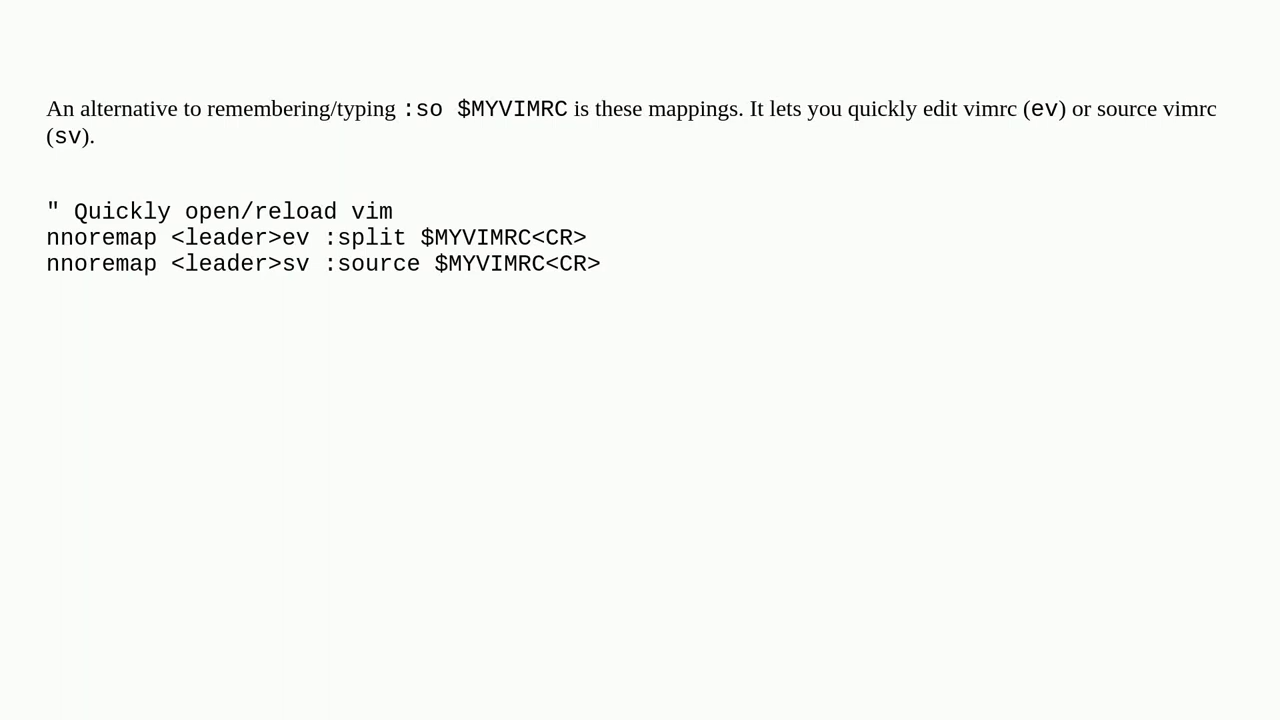 An alternative to remembering/typing :so $MYVIMRC is these mappings. It lets you quickly edit vimrc (ev) or source vimrc
(sv).
" Quickly open/reload vim
nnoremap <leader>ev :split $MYVIMRC<CR>
nnoremap <leader>sv :source $MYVIMRC<CR>